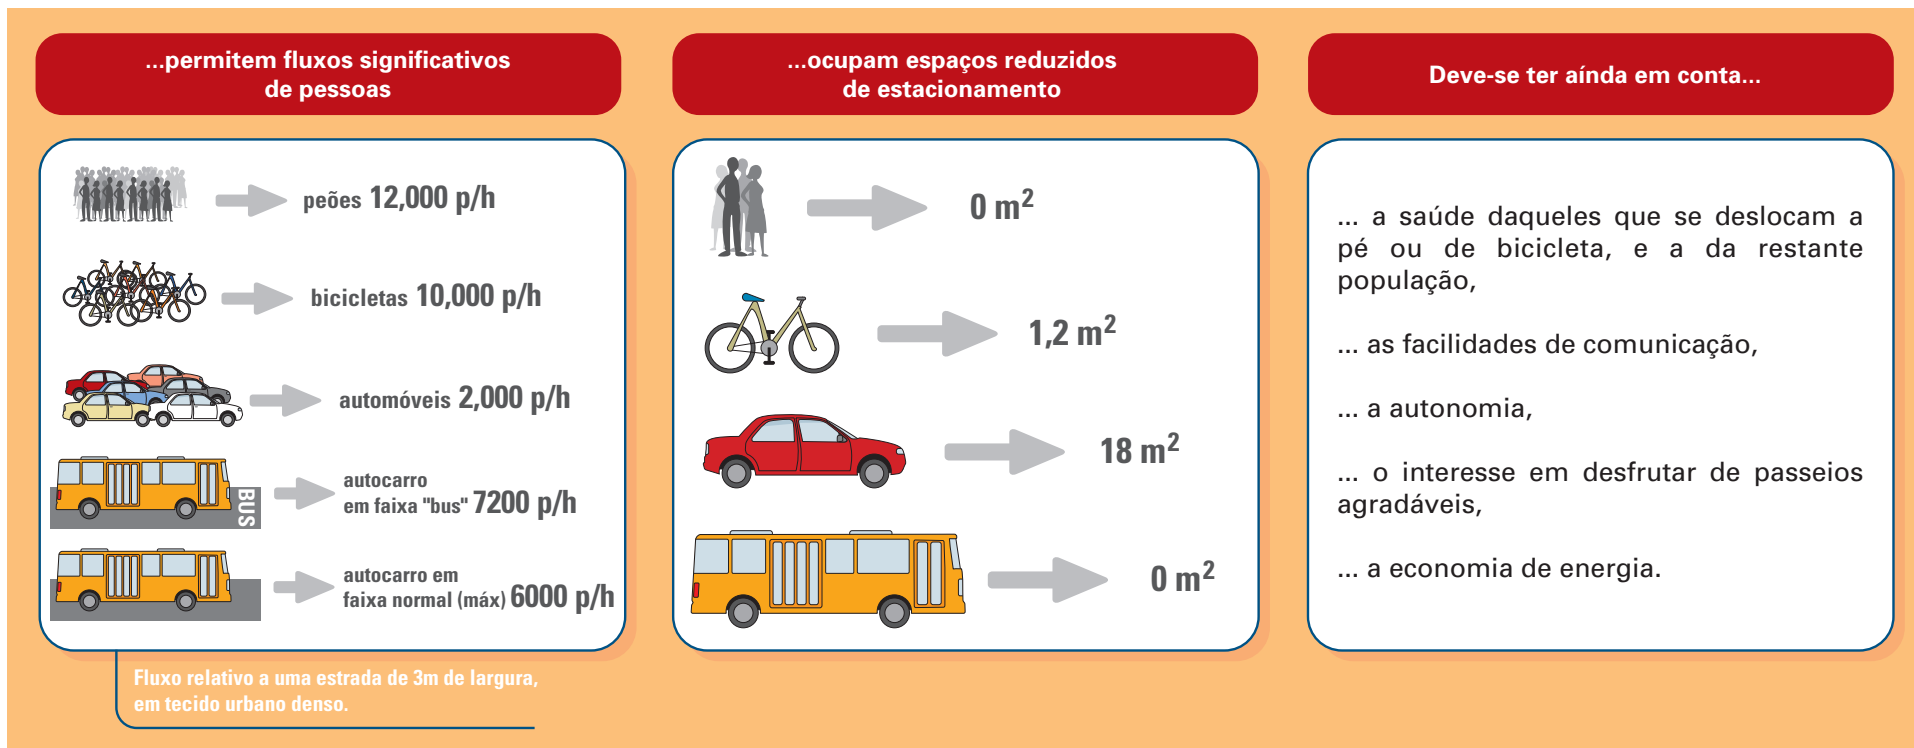 ...permitem fluxos significativos
de pessoas
peões 12,000 p/h
bicicletas 10,000 p/h
automóveis 2,000 p/h
BUS
autocarro
em faixa "bus" 7200 p/h
autocarro em
faixa normal (máx) 6000 p/h
Fluxo relativo a uma estrada de 3m de largura,
em tecido urbano denso.
...ocupam espaços reduzidos
de estacionamento
0 m²
1,2 m²
18 m²
0 m²
Deve-se ter aínda em conta...
... a saúde daqueles que se deslocam a
pé ou de bicicleta, e a da restante
população,
... as facilidades de comunicação,
... a autonomia,
... o interesse em desfrutar de passeios
agradáveis,
... a economia de energia.